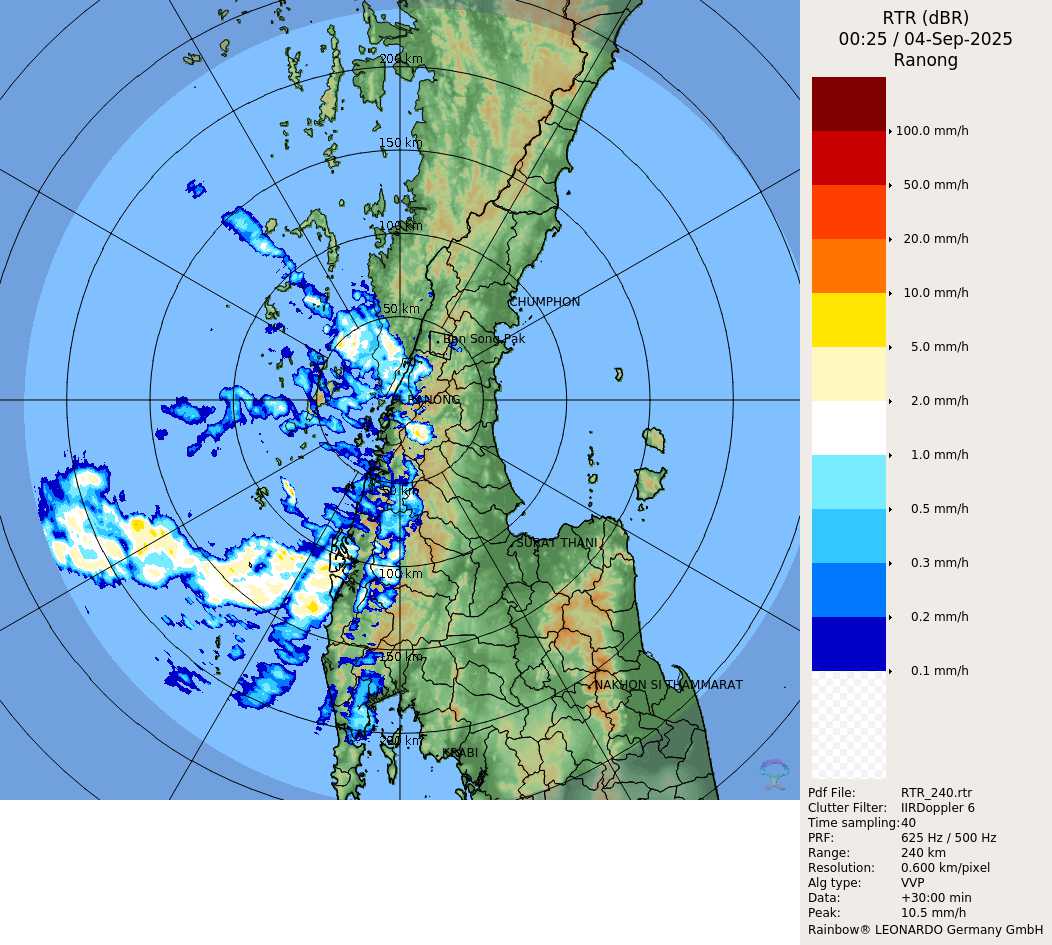 RTR (dBR)
00:25 / 04-Sep-2025
Ranong
100.0 mm/h
50.0 mm/h
20.0 mm/h
10.0 mm/h
5.0 mm/h
2.0 mm/h
1.0 mm/h
0.5 mm/h
0.3 mm/h
0.2 mm/h
0.1 mm/h
200 km
150 km
100 km
CHUMPHON
50 km
Ban Song Pak
RANONG
50 km
SURAT THANI
100 km
150 km
NAKHON SI THAMMARAT
200 km
KRABI
Pdf File: RTR_240.rtr
Clutter Filter: IIRDoppler 6
Time sampling:40
PRF: 625 Hz / 500 Hz
Range: 240 km
Resolution: 0.600 km/pixel
Alg type: VVP
Data: +30:00 min
Peak: 10.5 mm/h
Rainbow® LEONARDO Germany GmbH